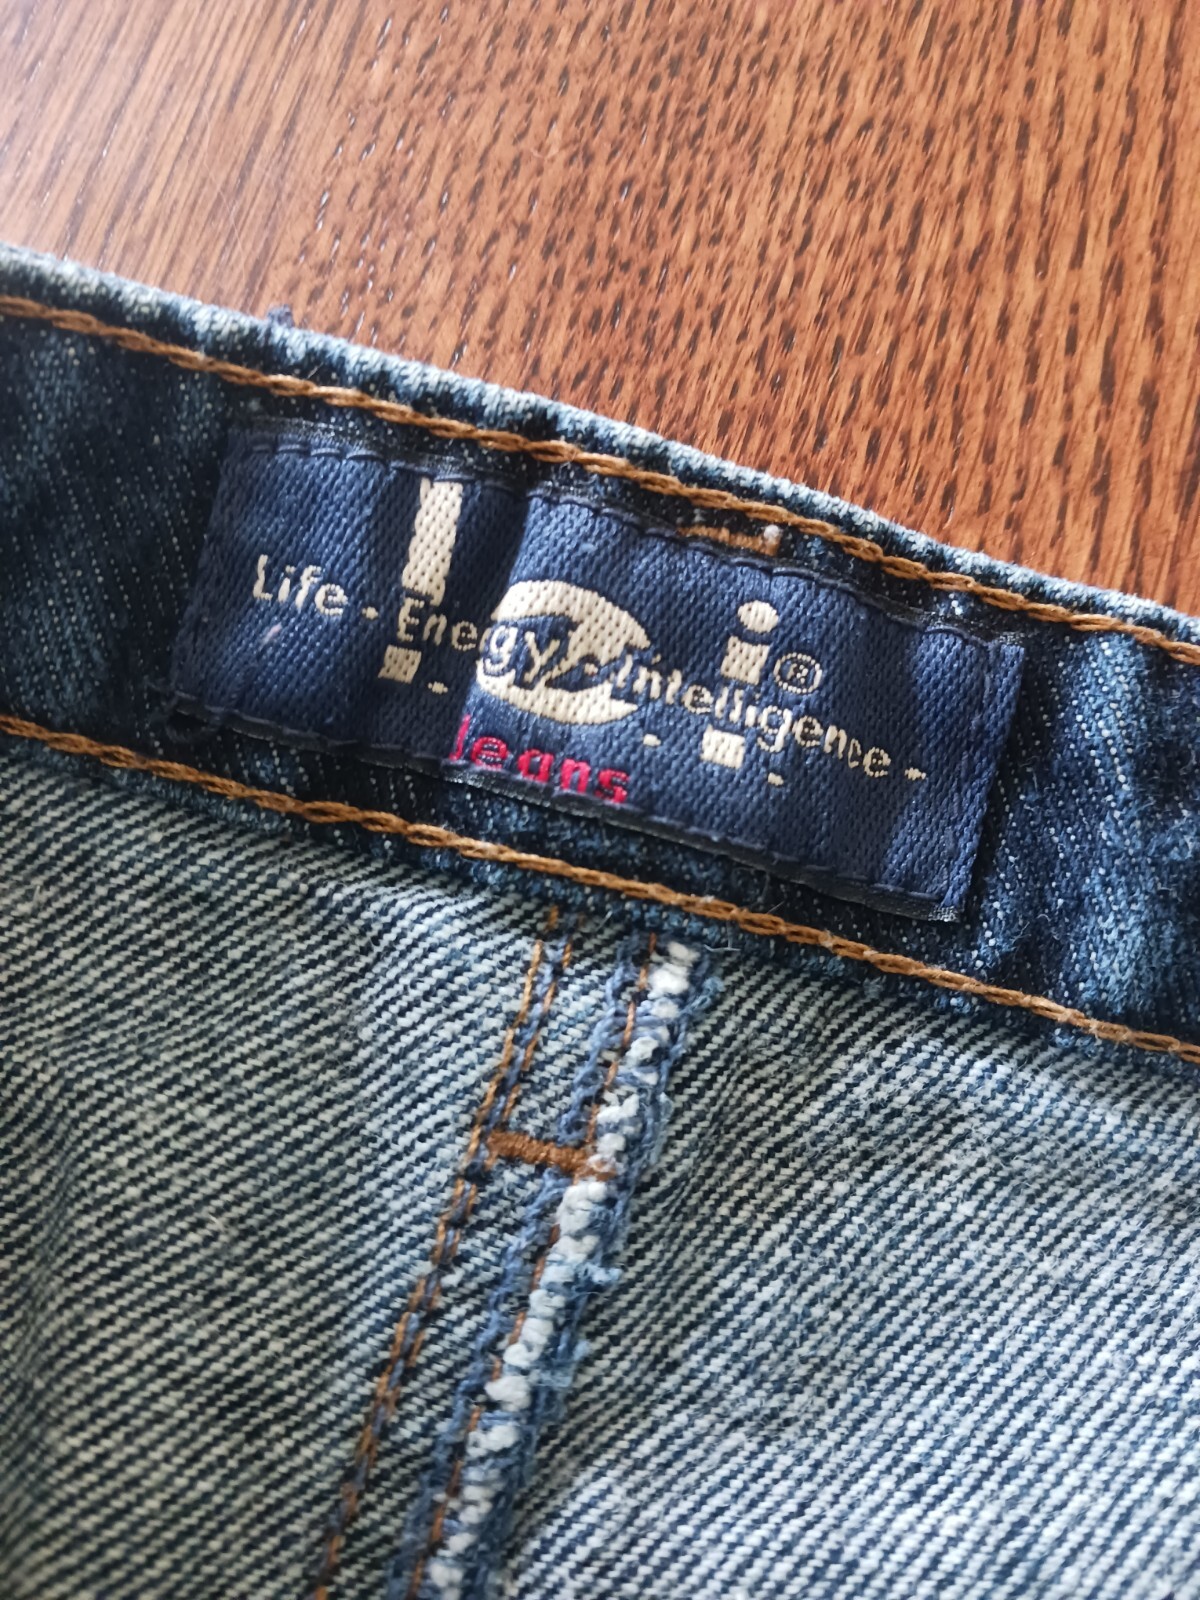 l.e.i.®
Life - Energy - Intelligence -
Jeans